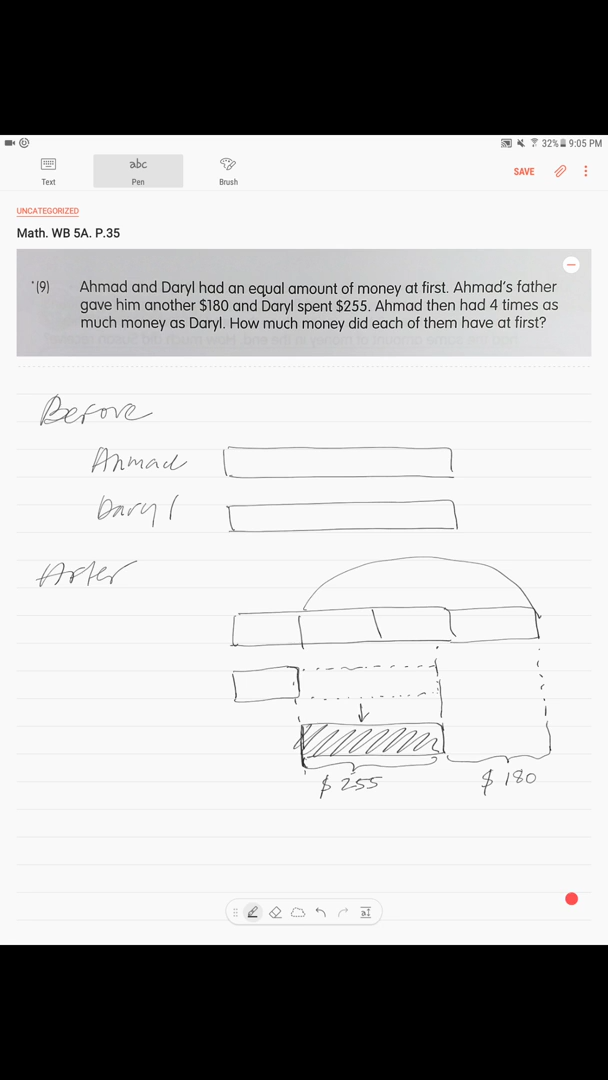 32% 9:05 PM
abc
Text
Pen
Brush
SAVE
UNCATEGORIZED
Math. WB 5A. P.35
*(9) Ahmad and Daryl had an equal amount of money at first. Ahmad's father
gave him another $180 and Daryl spent $255. Ahmad then had 4 times as
much money as Daryl. How much money did each of them have at first?
Before
Ahmad
Daryl
After
$255
$180
aI